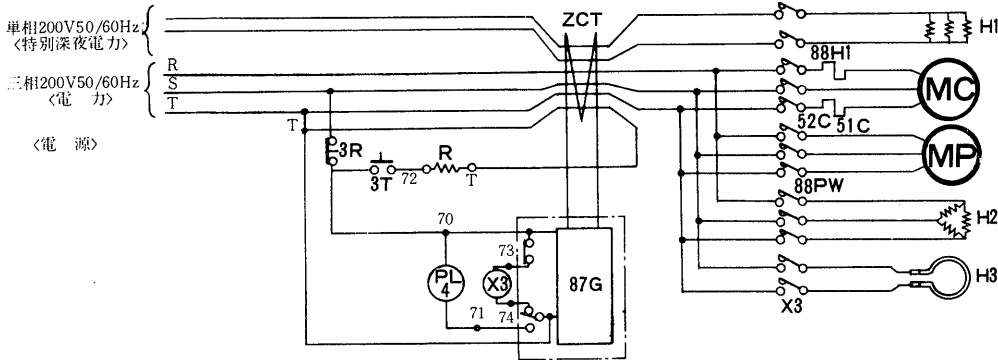 単相200V50/60Hz
〈特別深夜電力〉
三相200V50/60Hz
〈電 力〉
〈電 源〉
R
S
T
T
ZCT
H1
88H1
MC
52C
51C
MP
88PW
H2
H3
X3
3R
3T
72
R
T
70
73
PL
4
X3
71
74
87G